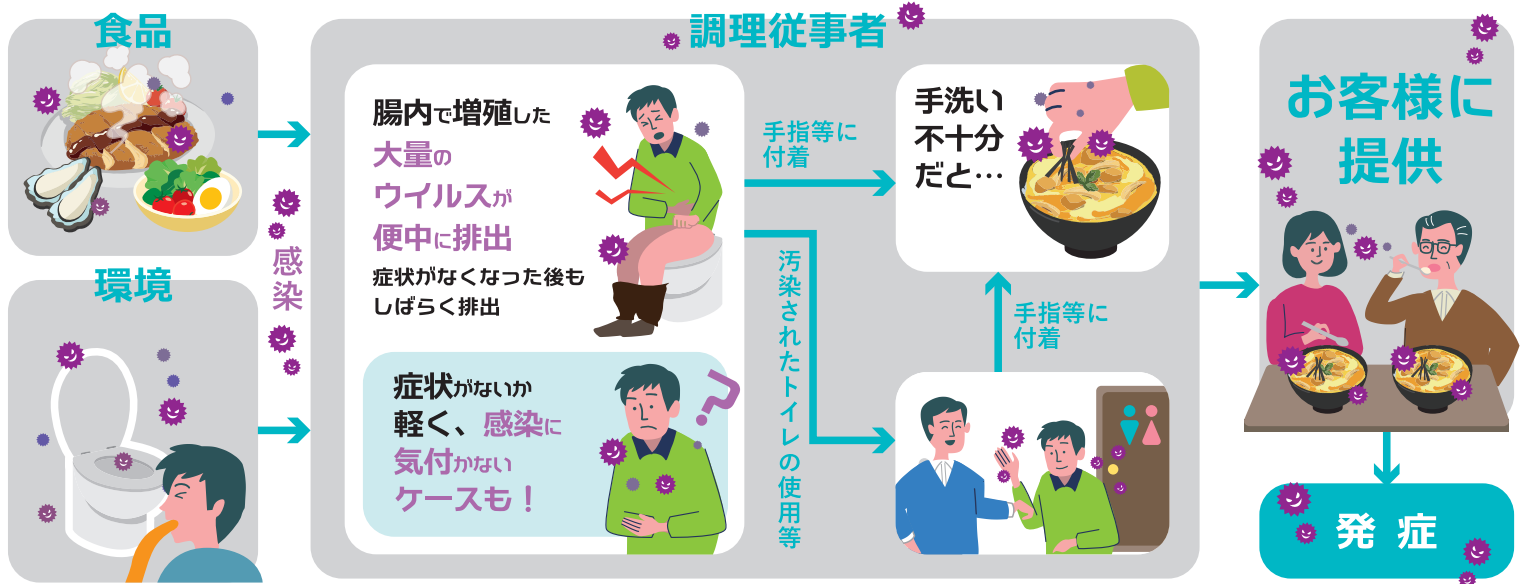 食品
環境
感
染
調理従事者
腸内で増殖した
大量の
ウイルスが
便中に排出
症状がなくなった後も
しばらく排出
症状がないか
軽く、感染に
気付かない
ケースも！
?
手指等に
付着
汚染されたトイレの使用等
手洗い
不十分
だと…
手指等に
付着
お客様に
提供
発 症